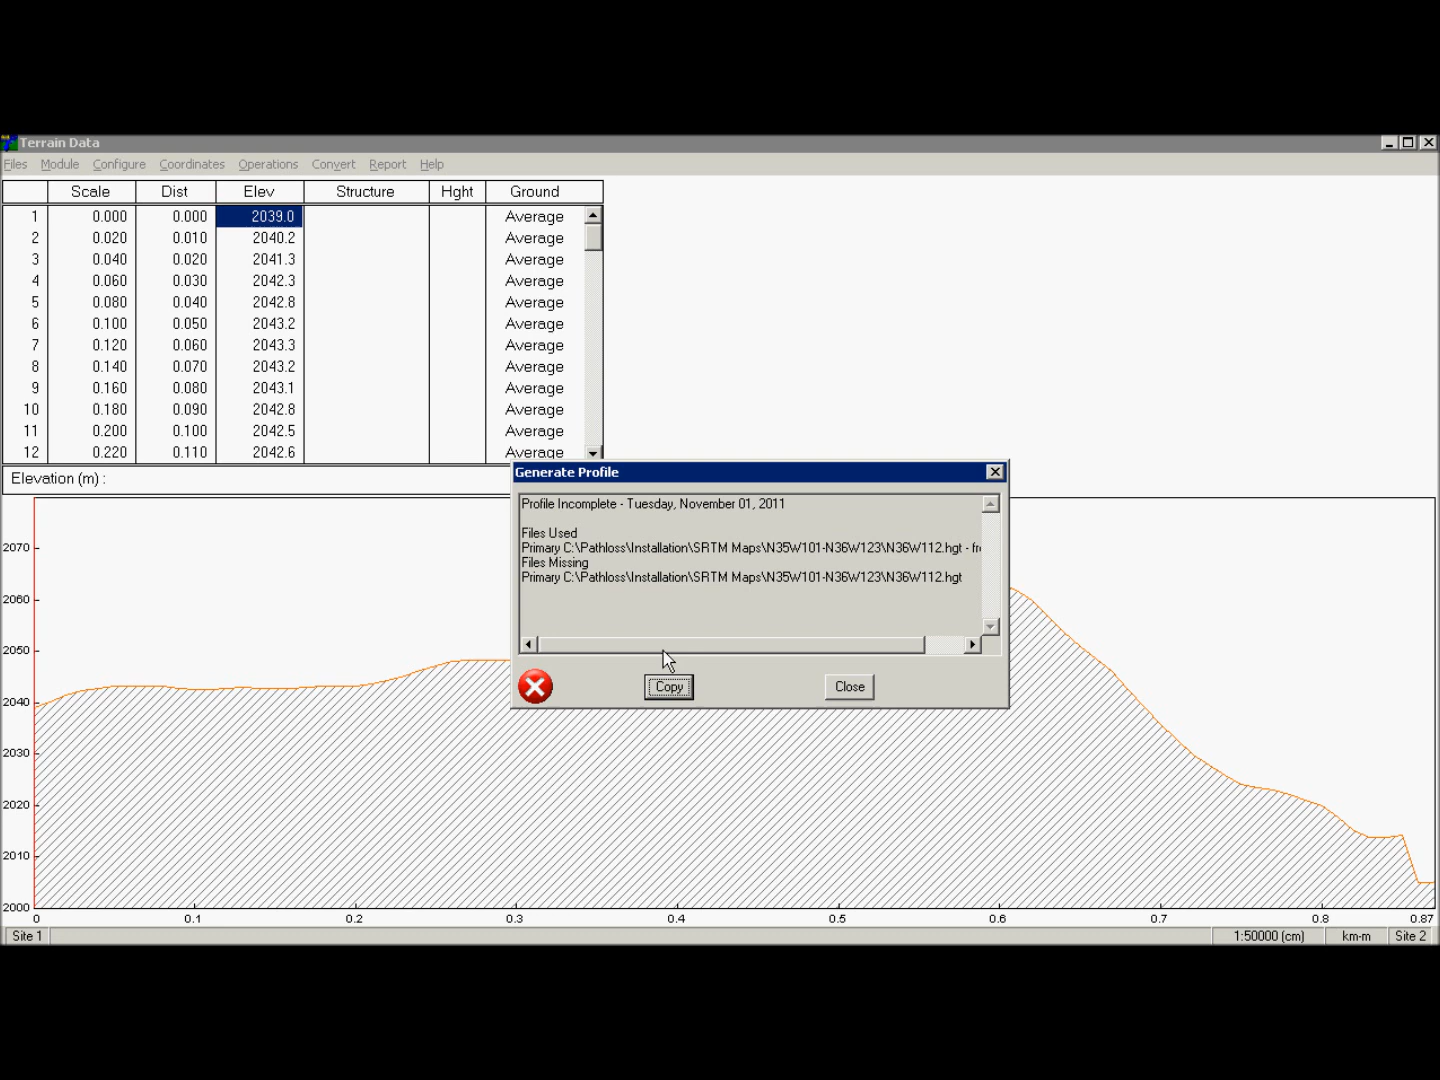 Terrain Data
Files Module Configure Coordinates Operations Convert Report Help
Scale Dist Elev Structure Hght Ground
1 0.000 0.000 2039.0 Average
2 0.020 0.010 2040.2 Average
3 0.040 0.020 2041.3 Average
4 0.060 0.030 2042.3 Average
5 0.080 0.040 2042.8 Average
6 0.100 0.050 2043.2 Average
7 0.120 0.060 2043.3 Average
8 0.140 0.070 2043.2 Average
9 0.160 0.080 2043.1 Average
10 0.180 0.090 2042.8 Average
11 0.200 0.100 2042.5 Average
12 0.220 0.110 2042.6 Average
Elevation (m) :
Generate Profile
Profile Incomplete - Tuesday, November 01, 2011
Files Used
Primary C:\Pathloss\Installation\SRTM Maps\N35W101-N36W123\N36W112.hgt -
Files Missing
Primary C:\Pathloss\Installation\SRTM Maps\N35W101-N36W123\N36W112.hgt
Copy Close
2070
2060
2050
2040
2030
2020
2010
2000
0 0.1 0.2 0.3 0.4 0.5 0.6 0.7 0.8 0.87
Site 1 1:50000 (cm) km-m Site 2